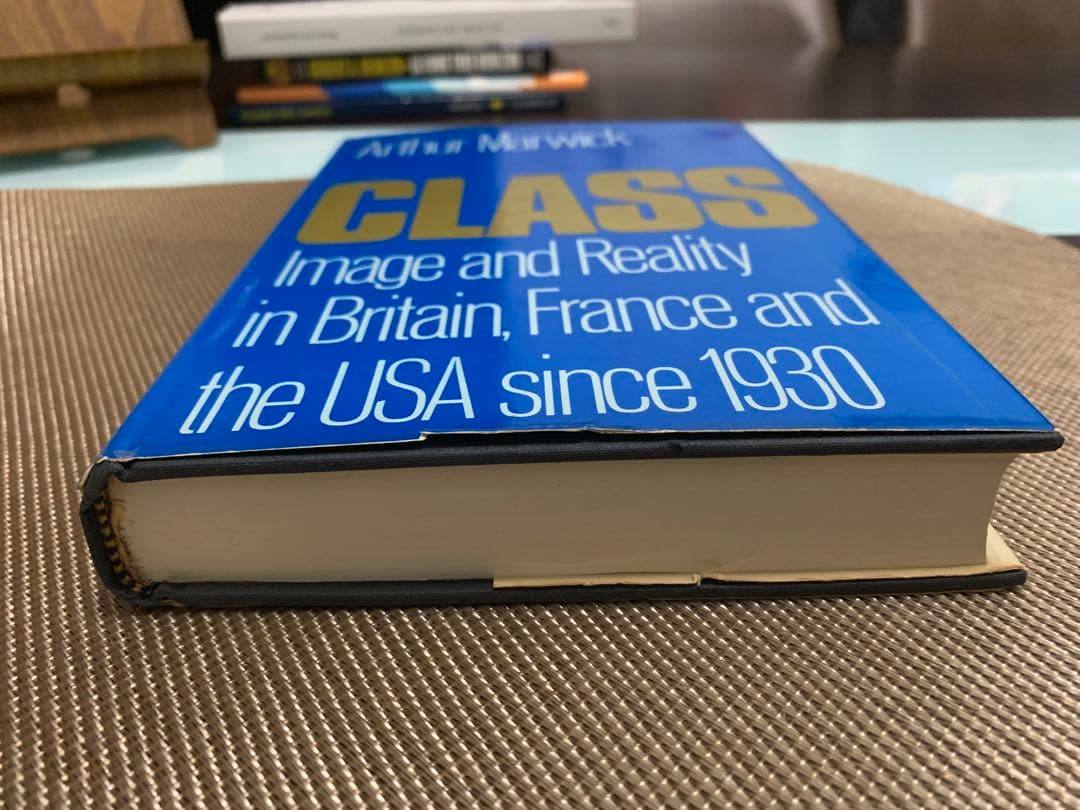 Arthur Marwick
CLASS
Image and Reality
in Britain, France and
the USA since 1930